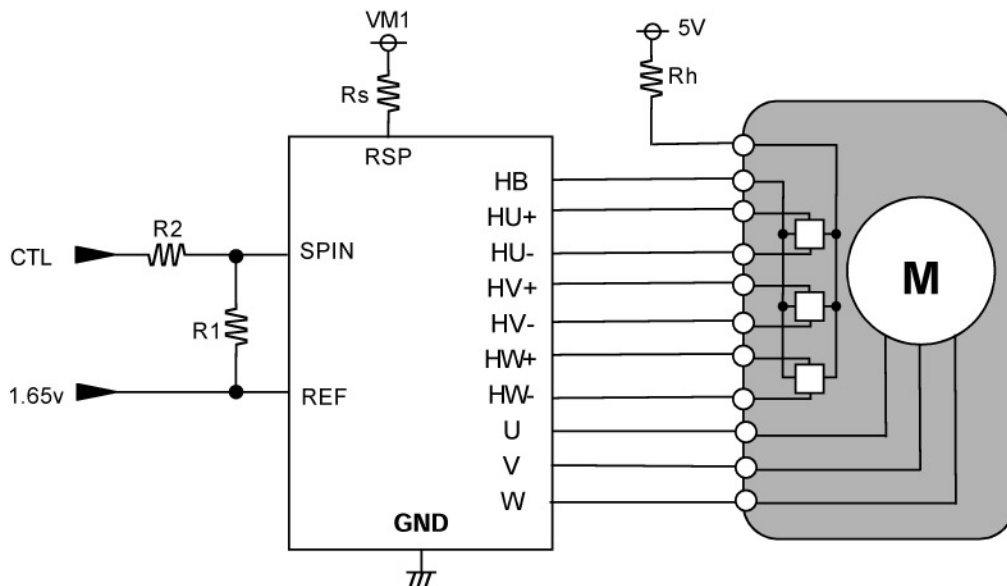 VM1
5V
Rs
Rh
RSP
HB
HU+
R2
CTL
SPIN
HU-
HV+
R1
HV-
HW+
1.65v
REF
HW-
U
V
W
GND
M